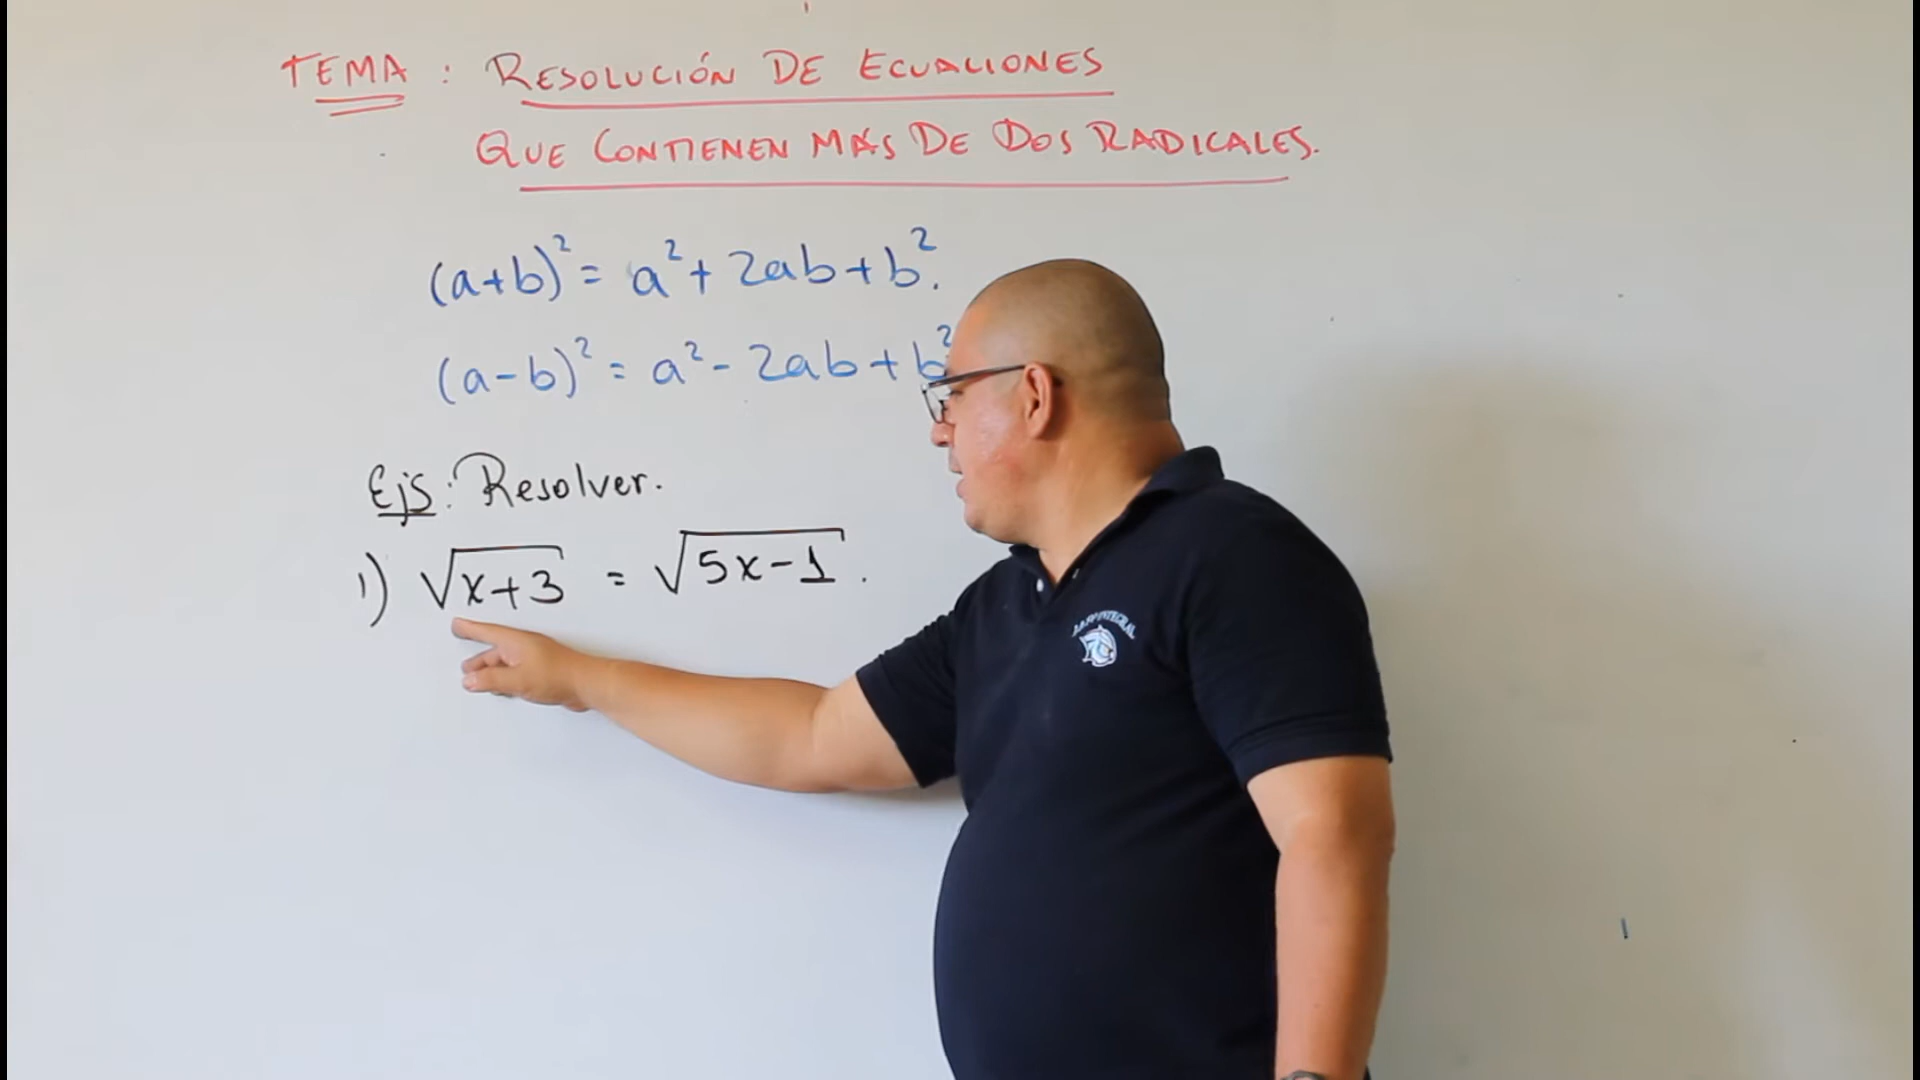 TEMA : RESOLUCIÓN DE ECUACIONES
QUE CONTIENEN MÁS DE DOS RADICALES.
(a+b)² = a² + 2ab + b².
(a-b)² = a² - 2ab + b²
Ejs: Resolver.
1) √x+3 = √5x-1 .